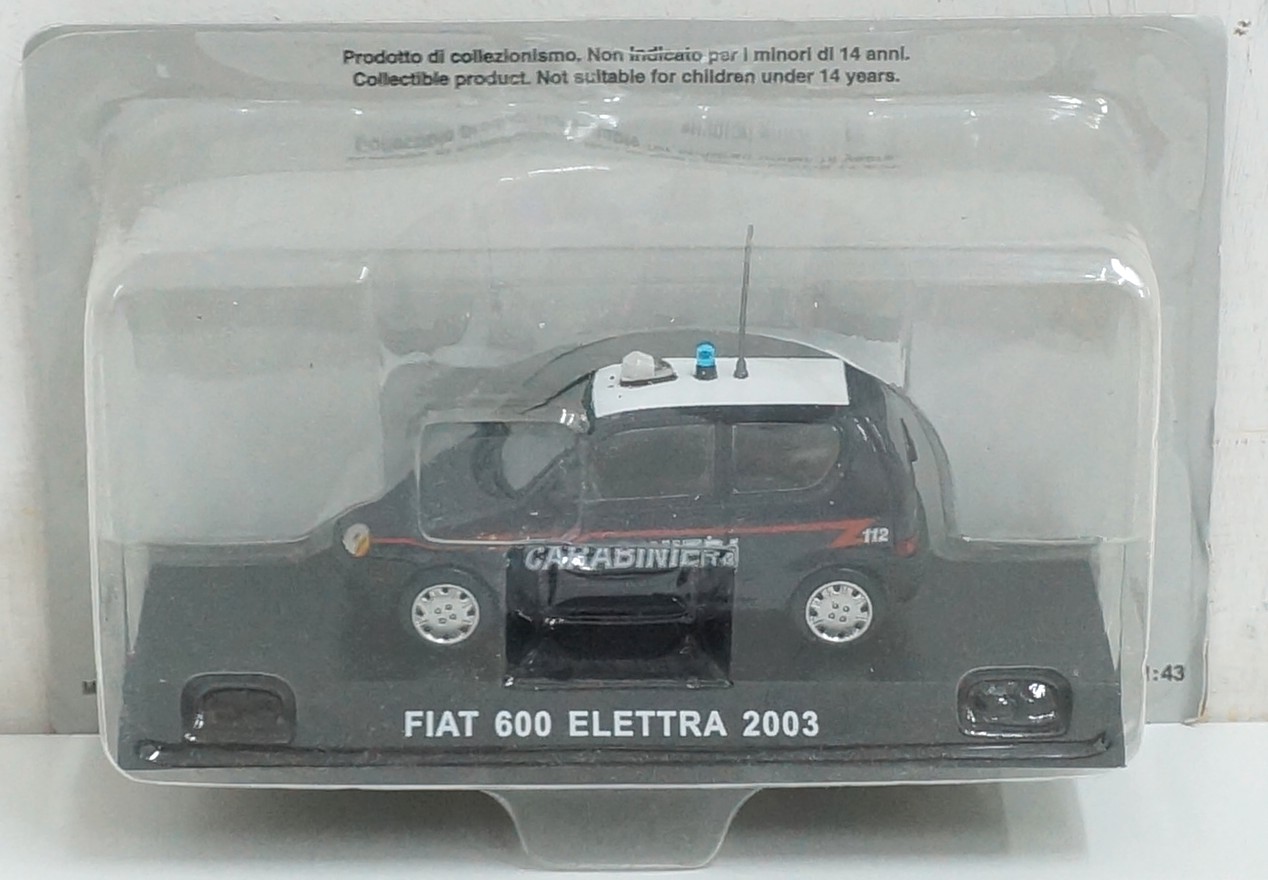 Prodotto di collezionismo. Non indicato per i minori di 14 anni.
Collectible product. Not suitable for children under 14 years.
112
CARABINIERI
1:43
FIAT 600 ELETTRA 2003